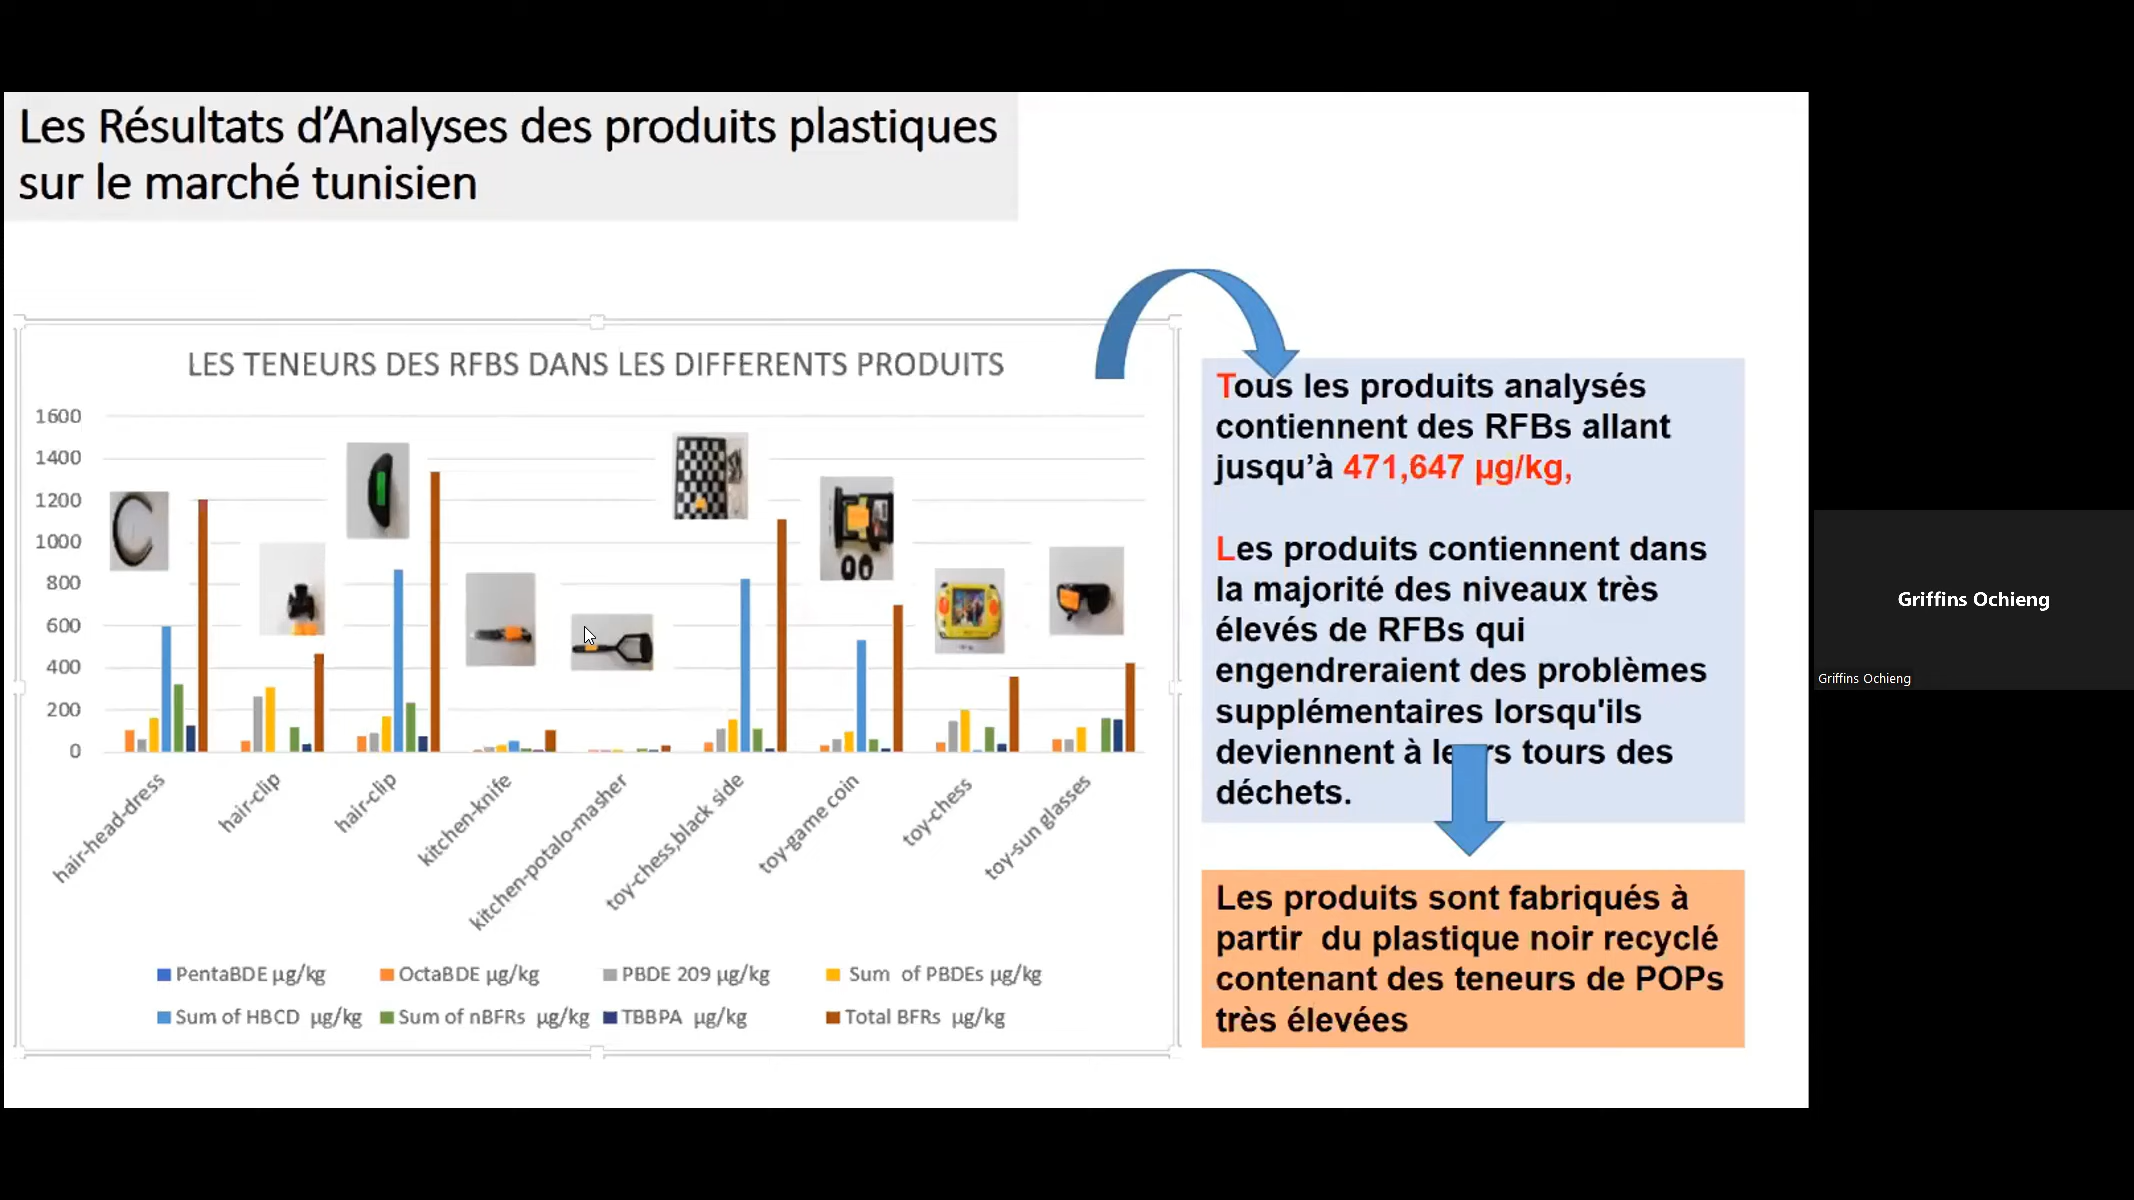 Les Résultats d’Analyses des produits plastiques
sur le marché tunisien
LES TENEURS DES RFBS DANS LES DIFFERENTS PRODUITS
1600
1400
1200
1000
800
600
400
200
0
hair-head-dress
hair-clip
hair-clip
kitchen-knife
kitchen-potalo-masher
toy-chess,black side
toy-game coin
toy-chess
toy-sun glasses
PentaBDE µg/kg
OctaBDE µg/kg
PBDE 209 µg/kg
Sum of PBDEs µg/kg
Sum of HBCD µg/kg
Sum of nBFRs µg/kg
TBBPA µg/kg
Total BFRs µg/kg
Tous les produits analysés
contiennent des RFBs allant
jusqu’à 471,647 µg/kg,
Les produits contiennent dans
la majorité des niveaux très
élevés de RFBs qui
engendreraient des problèmes
supplémentaires lorsqu'ils
deviennent à leurs tours des
déchets.
Les produits sont fabriqués à
partir du plastique noir recyclé
contenant des teneurs de POPs
très élevées
Griffins Ochieng
Griffins Ochieng